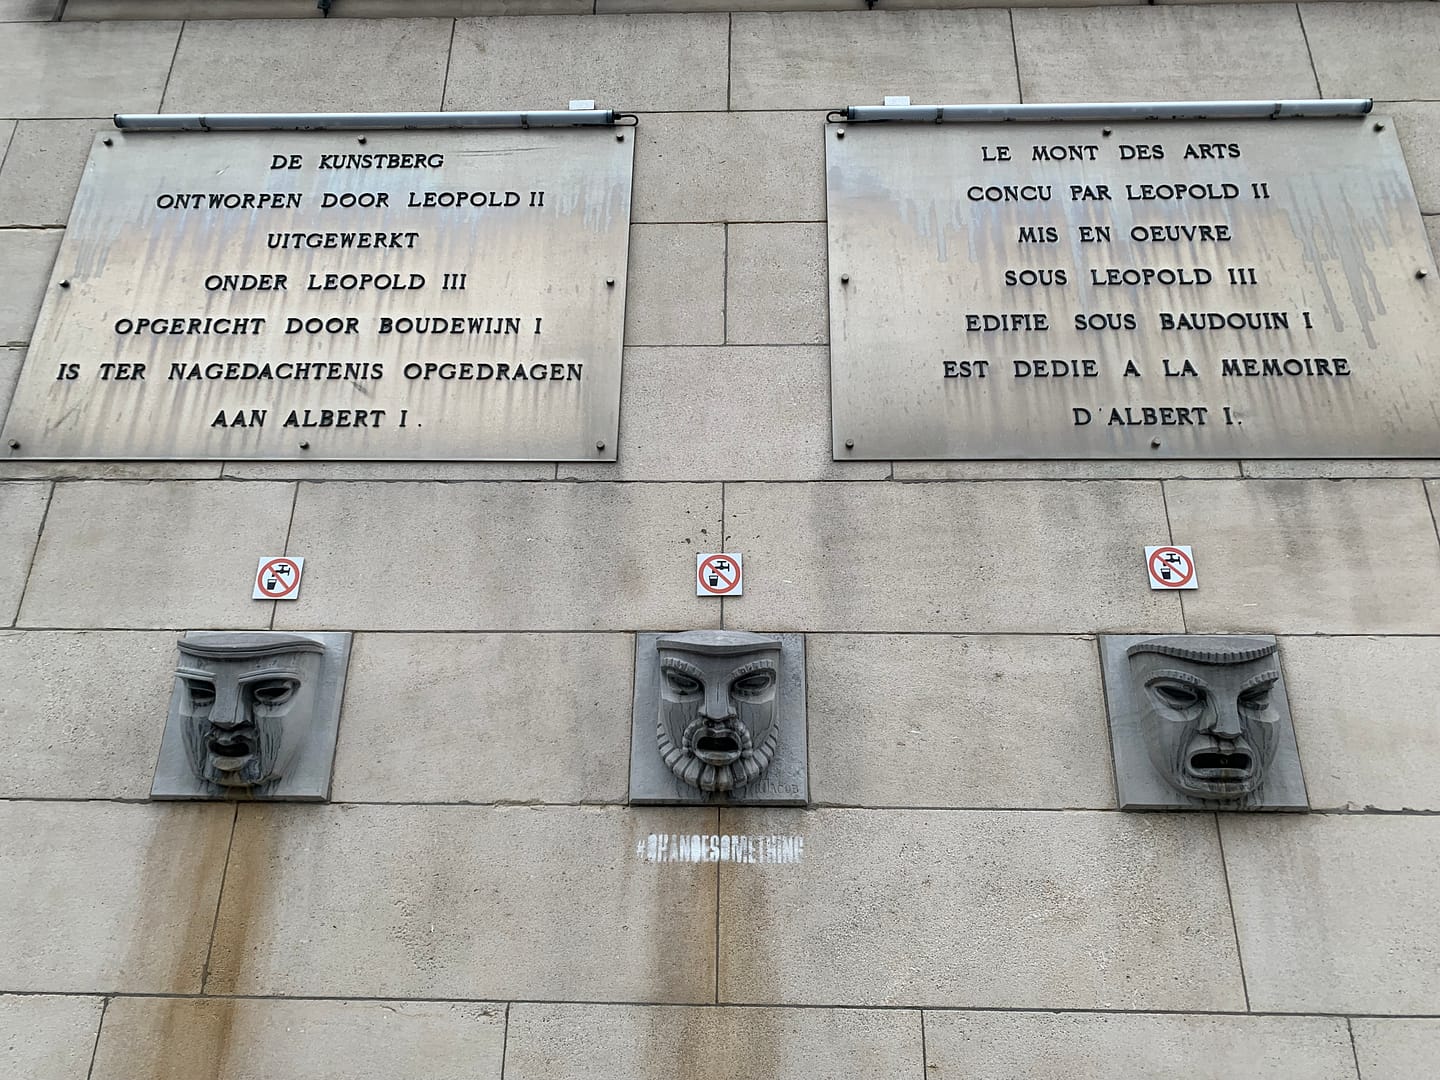 DE KUNSTBERG
ONTWORPEN DOOR LEOPOLD II
UITGEWERKT
ONDER LEOPOLD III
OPGERICHT DOOR BOUDEWIJN I
IS TER NAGEDACHTENIS OPGEDRAGEN
AAN ALBERT I.
LE MONT DES ARTS
CONCU PAR LEOPOLD II
MIS EN OEUVRE
SOUS LEOPOLD III
EDIFIE SOUS BAUDOUIN I
EST DEDIE A LA MEMOIRE
D'ALBERT I.
#CHANGESOMETHING